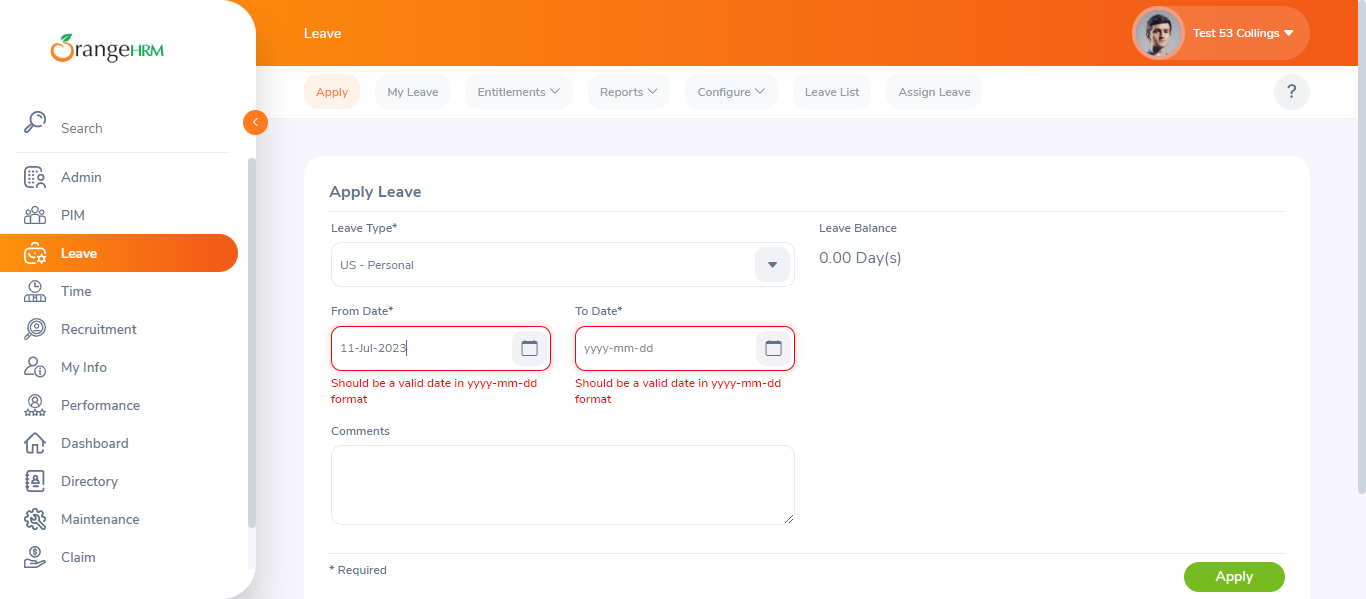 OrangeHRM
Search
Admin
PIM
Leave
Time
Recruitment
My Info
Performance
Dashboard
Directory
Maintenance
Claim
Leave
Test 53 Collings
Apply
My Leave
Entitlements
Reports
Configure
Leave List
Assign Leave
?
Apply Leave
Leave Type*
US - Personal
Leave Balance
0.00 Day(s)
From Date*
11-Jul-2023
Should be a valid date in yyyy-mm-dd
format
To Date*
yyyy-mm-dd
Should be a valid date in yyyy-mm-dd
format
Comments
* Required
Apply